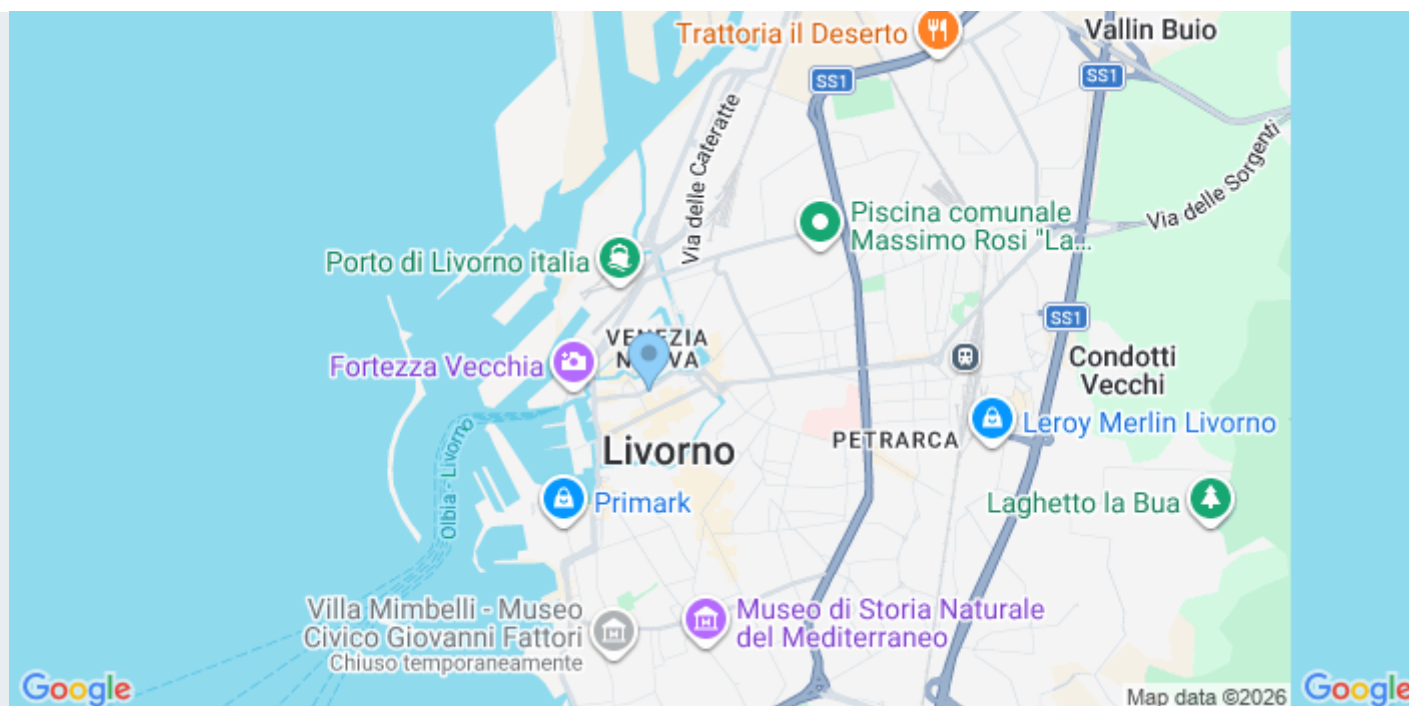 Trattoria il Deserto
Vallin Buio
SS1
SS1
Via delle Cateratte
Via delle Sorgenti
Piscina comunale
Massimo Rosi "La...
Porto di Livorno italia
SS1
VENEZIA
NOVA
Fortezza Vecchia
Condotti
Vecchi
Leroy Merlin Livorno
PETRARCA
Livorno
Olbia - Livorno
Primark
Laghetto la Bua
Villa Mimbelli - Museo
Civico Giovanni Fattori
Chiuso temporaneamente
Museo di Storia Naturale
del Mediterraneo
Google
Map data ©2026
Google